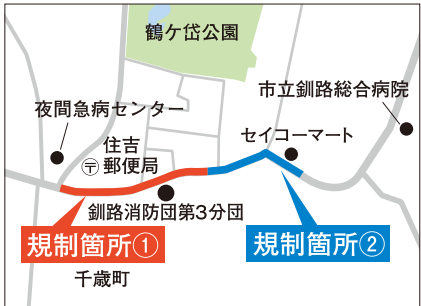 鶴ケ岱公園
市立釧路総合病院
夜間急病センター
セイコーマート
住吉
〒郵便局
釧路消防団第3分団
規制箇所①
規制箇所②
千歳町